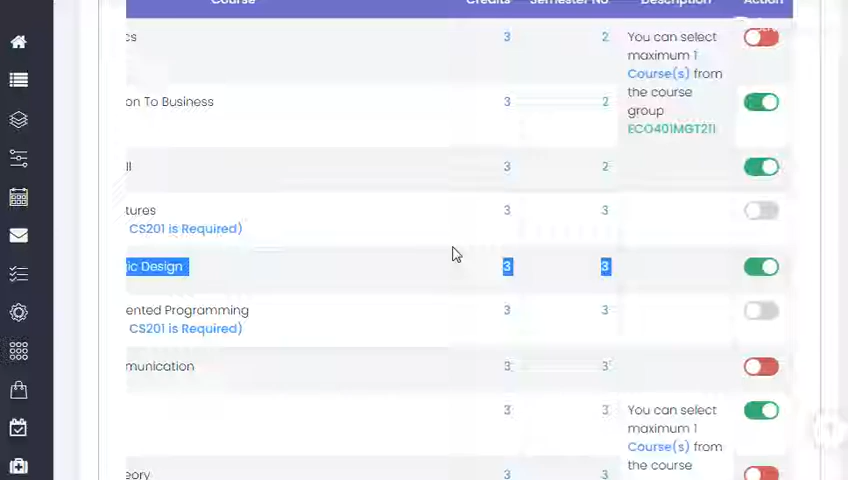 Course Credits Semester No Description Action
cs 3 2 You can select
maximum 1
Course(s) from
the course
group
ECO401MGT211
on To Business 3 2
ll 3 2
tures 3 3
CS201 is Required)
ic Design 3 3
ented Programming 3 3
CS201 is Required)
munication 3 3
3 3 You can select
maximum 1
Course(s) from
the course
eory 3 3